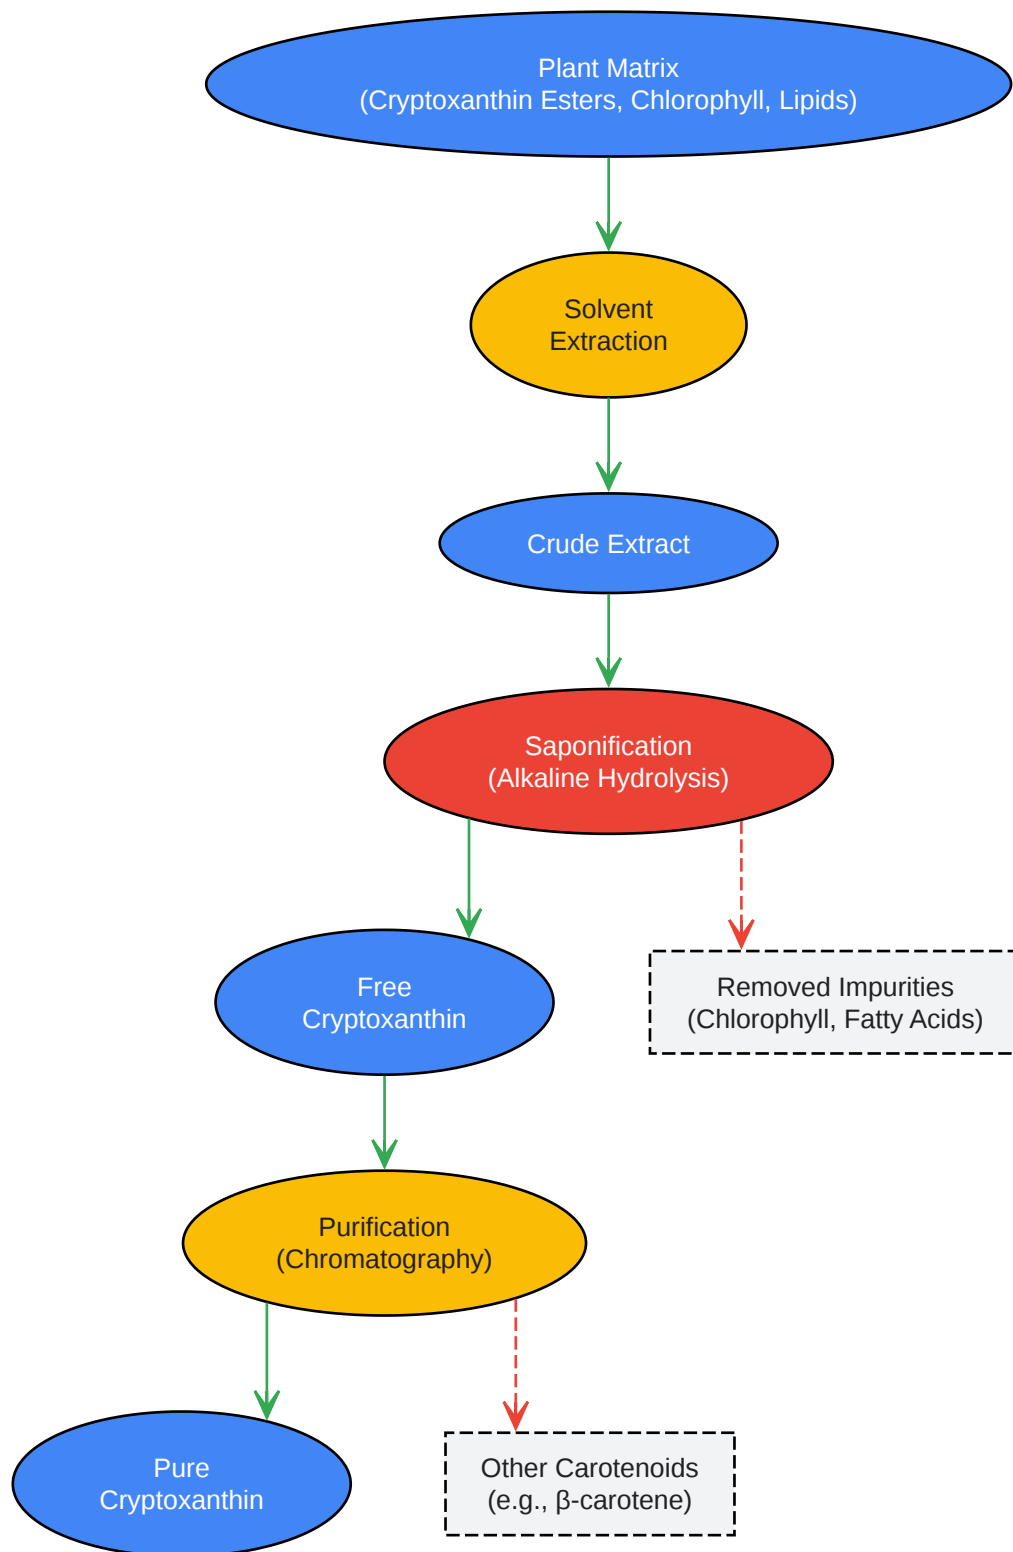 Plant Matrix
(Cryptoxanthin Esters, Chlorophyll, Lipids)
Solvent
Extraction
Crude Extract
Saponification
(Alkaline Hydrolysis)
Free
Cryptoxanthin
Removed Impurities
(Chlorophyll, Fatty Acids)
Purification
(Chromatography)
Pure
Cryptoxanthin
Other Carotenoids
(e.g., β-carotene)